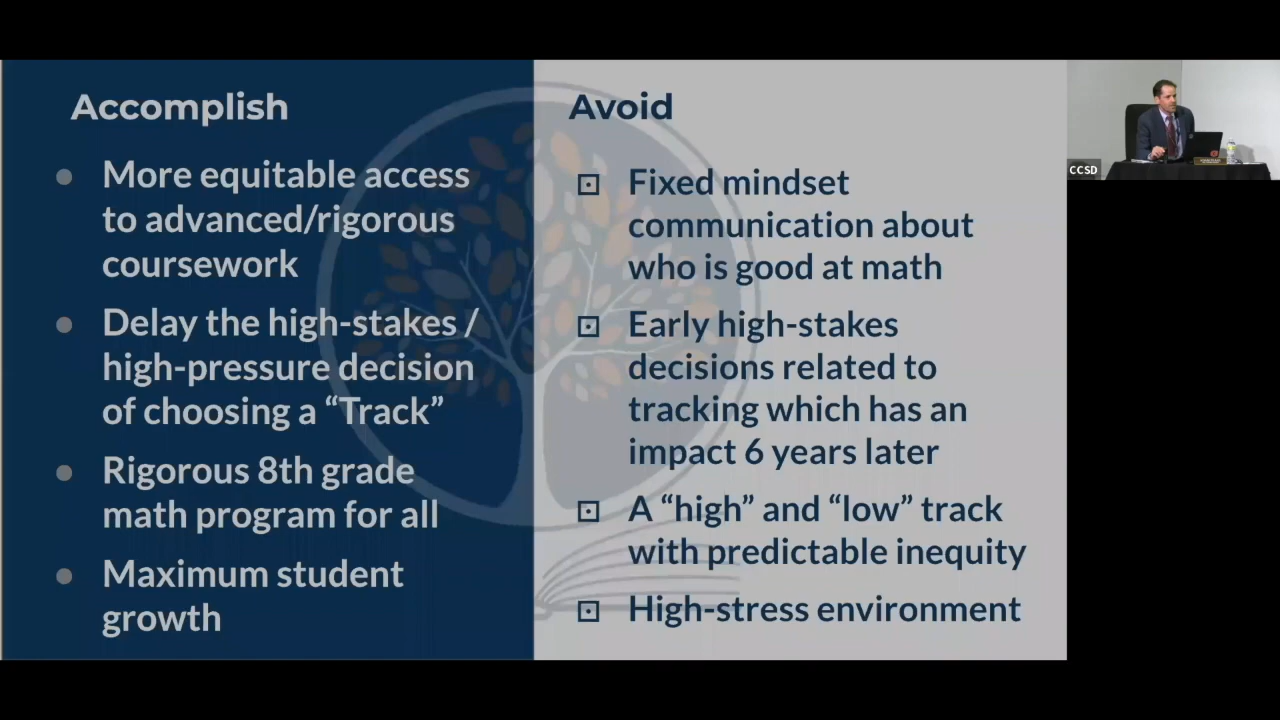 Accomplish
More equitable access
to advanced/rigorous
coursework
Delay the high-stakes /
high-pressure decision
of choosing a “Track”
Rigorous 8th grade
math program for all
Maximum student
growth
Avoid
Fixed mindset
communication about
who is good at math
Early high-stakes
decisions related to
tracking which has an
impact 6 years later
A “high” and “low” track
with predictable inequity
High-stress environment
CCSD